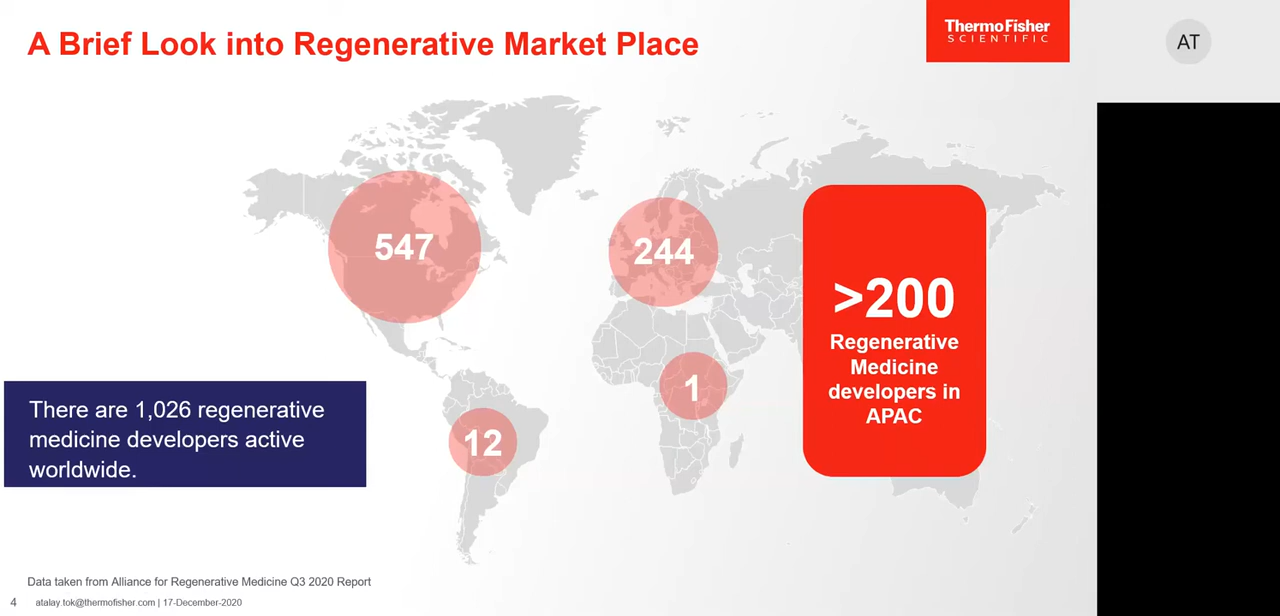 A Brief Look into Regenerative Market Place
ThermoFisher
SCIENTIFIC
AT
547
244
>200
Regenerative
Medicine
developers in
APAC
1
12
There are 1,026 regenerative
medicine developers active
worldwide.
Data taken from Alliance for Regenerative Medicine Q3 2020 Report
4 atalay.tok@thermofisher.com | 17-December-2020